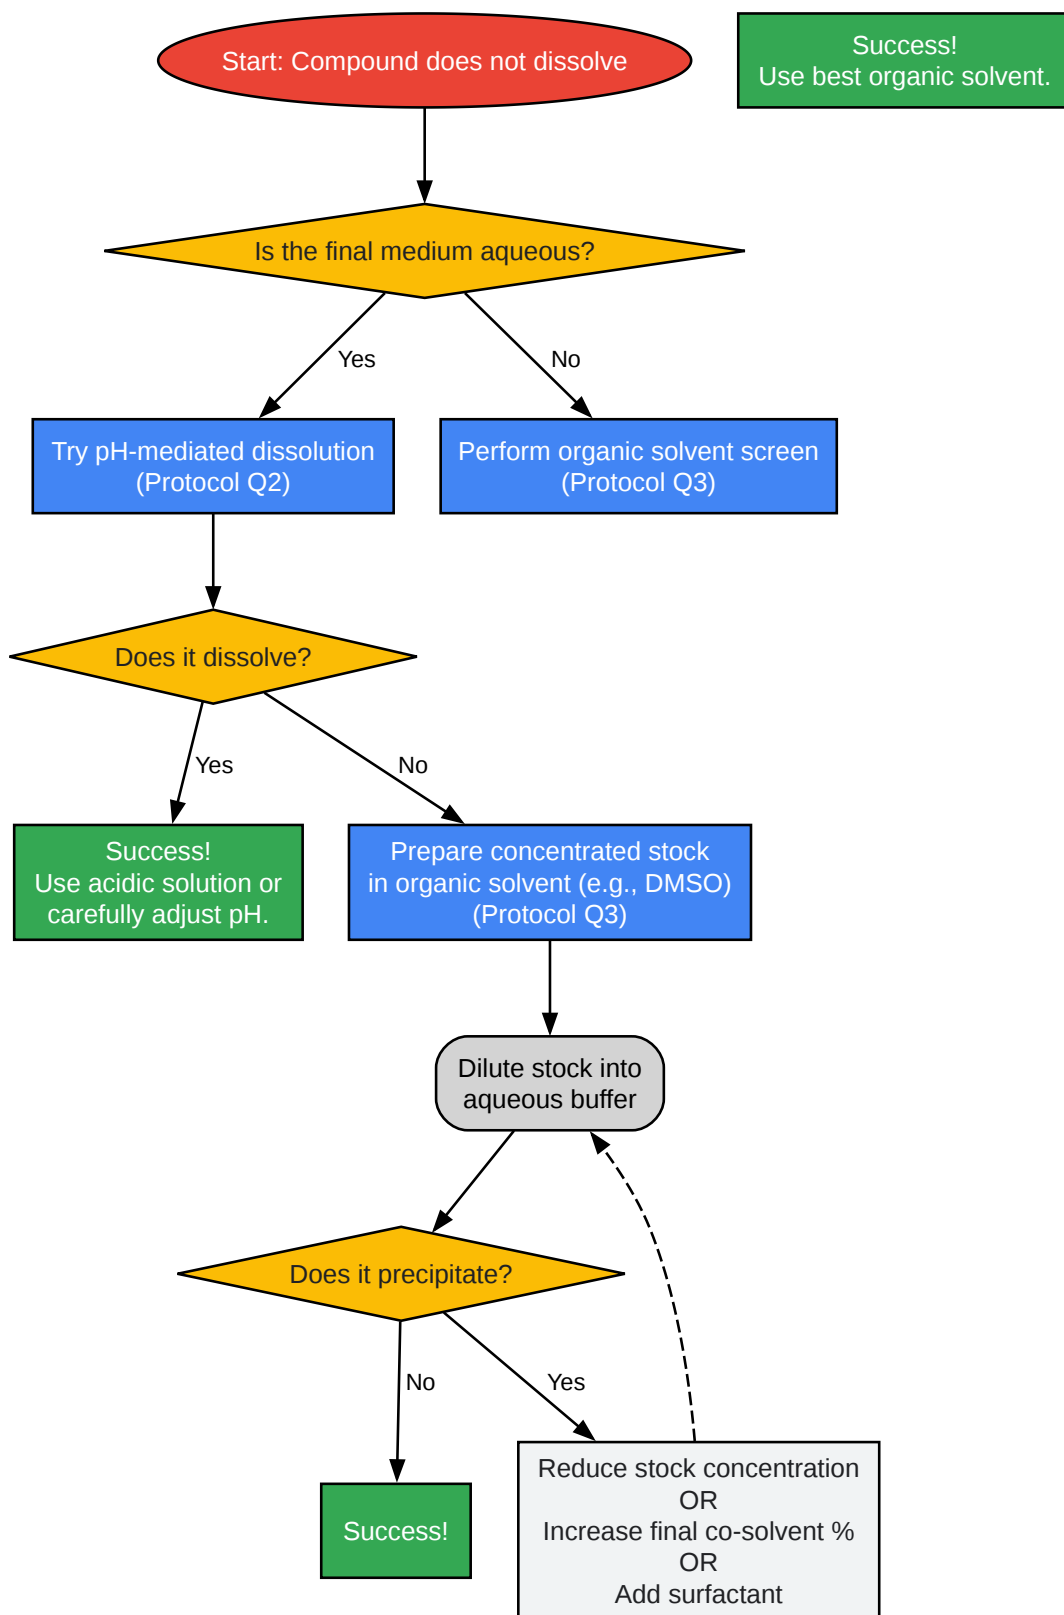 Start: Compound does not dissolve
Success!
Use best organic solvent.
Is the final medium aqueous?
Yes
No
Try pH-mediated dissolution
(Protocol Q2)
Perform organic solvent screen
(Protocol Q3)
Does it dissolve?
Yes
No
Success!
Use acidic solution or
carefully adjust pH.
Prepare concentrated stock
in organic solvent (e.g., DMSO)
(Protocol Q3)
Dilute stock into
aqueous buffer
Does it precipitate?
No
Yes
Success!
Reduce stock concentration
OR
Increase final co-solvent %
OR
Add surfactant